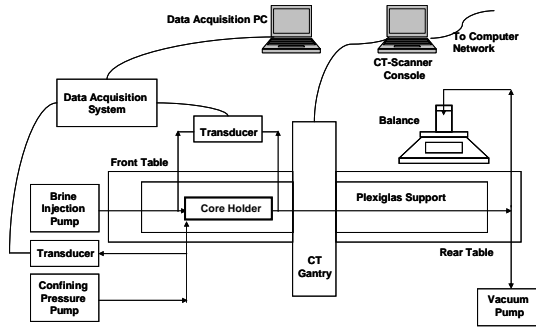 Data Acquisition PC
To Computer
Network
CT-Scanner
Console
Data Acquisition
System
Transducer
Balance
Front Table
Brine
Injection
Pump
Core Holder
Plexiglas Support
Transducer
CT
Gantry
Rear Table
Confining
Pressure
Pump
Vacuum
Pump